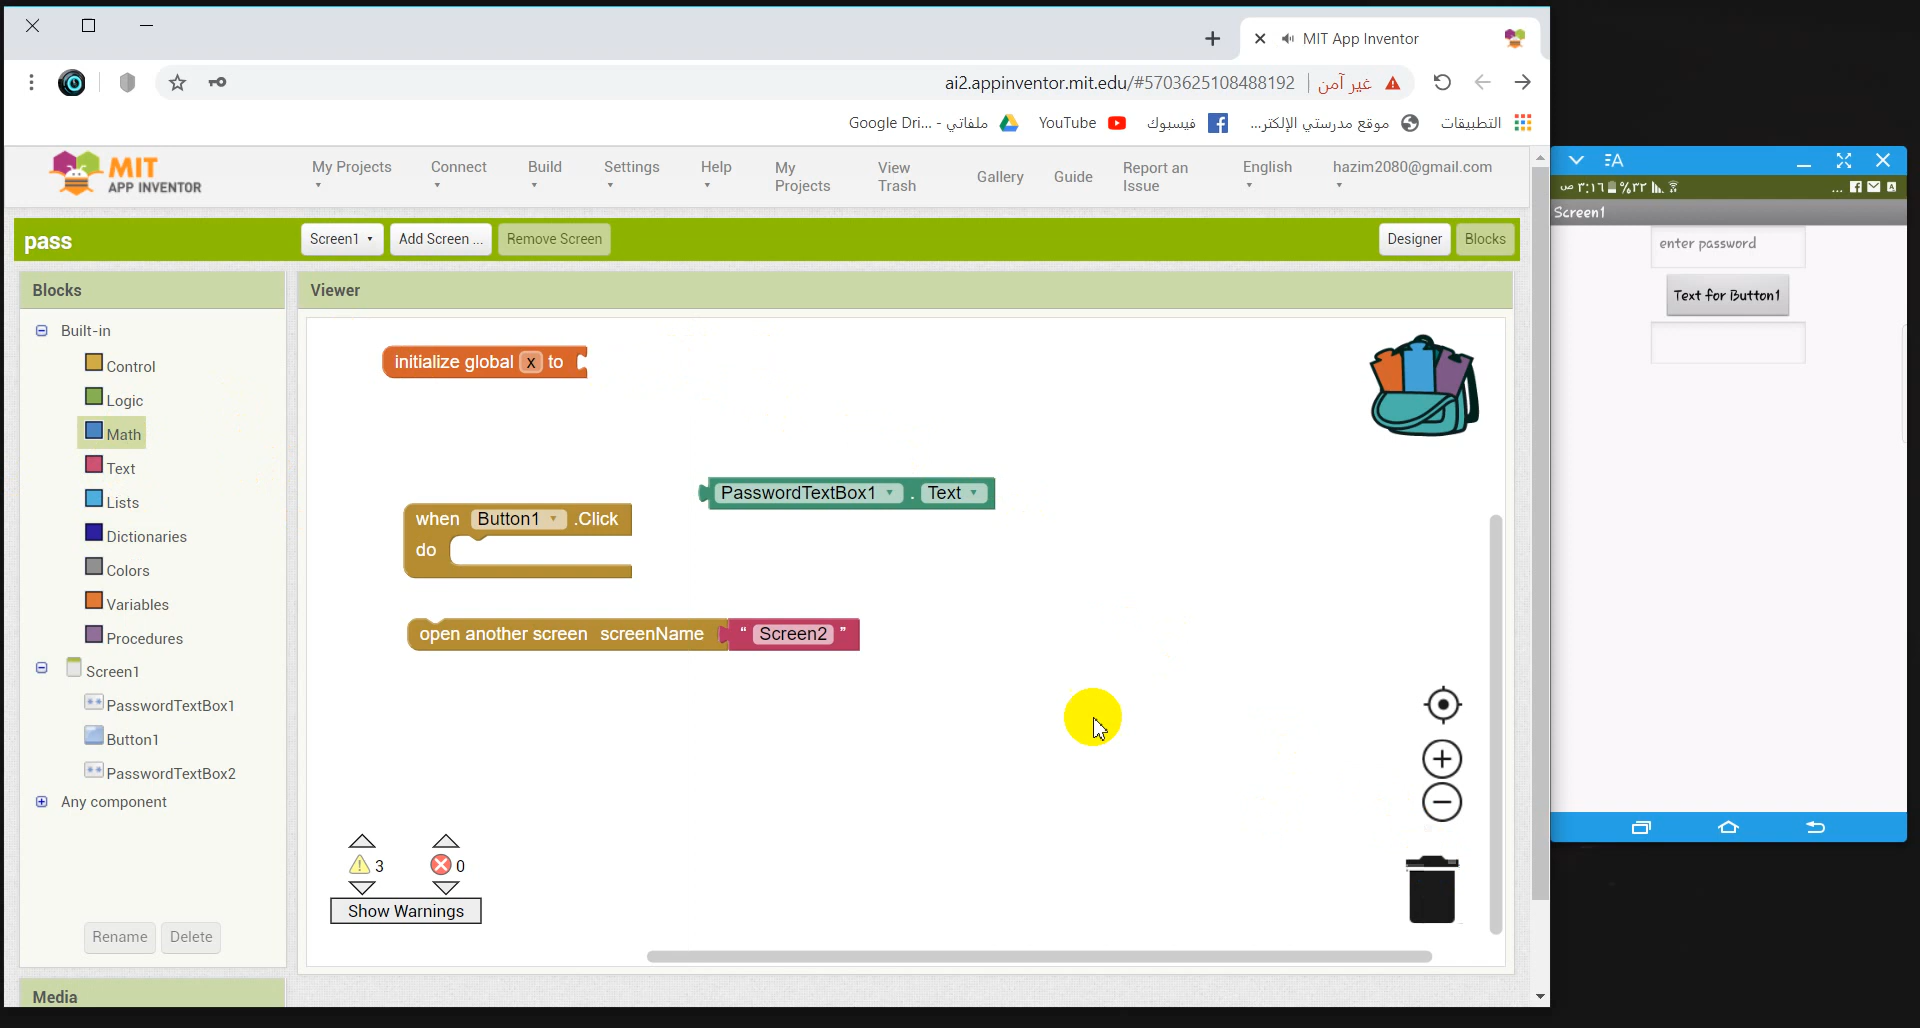 MIT App Inventor
ai2.appinventor.mit.edu/#5703625108488192
غير آمن
Google Dri... - ملفاتي
YouTube
فيسبوك
موقع مدرستي الإلكتر...
التطبيقات
MIT
APP INVENTOR
My Projects
Connect
Build
Settings
Help
My Projects
View Trash
Gallery
Guide
Report an Issue
English
hazim2080@gmail.com
pass
Screen1
Add Screen ...
Remove Screen
Designer
Blocks
Blocks
Viewer
Built-in
Control
Logic
Math
Text
Lists
Dictionaries
Colors
Variables
Procedures
Screen1
PasswordTextBox1
Button1
PasswordTextBox2
Any component
Rename
Delete
Media
initialize global x to
PasswordTextBox1 . Text
when Button1 .Click
do
open another screen screenName " Screen2 "
3
0
Show Warnings
٣:١٦ ص
%٣٢
...
Screen1
enter password
Text for Button1